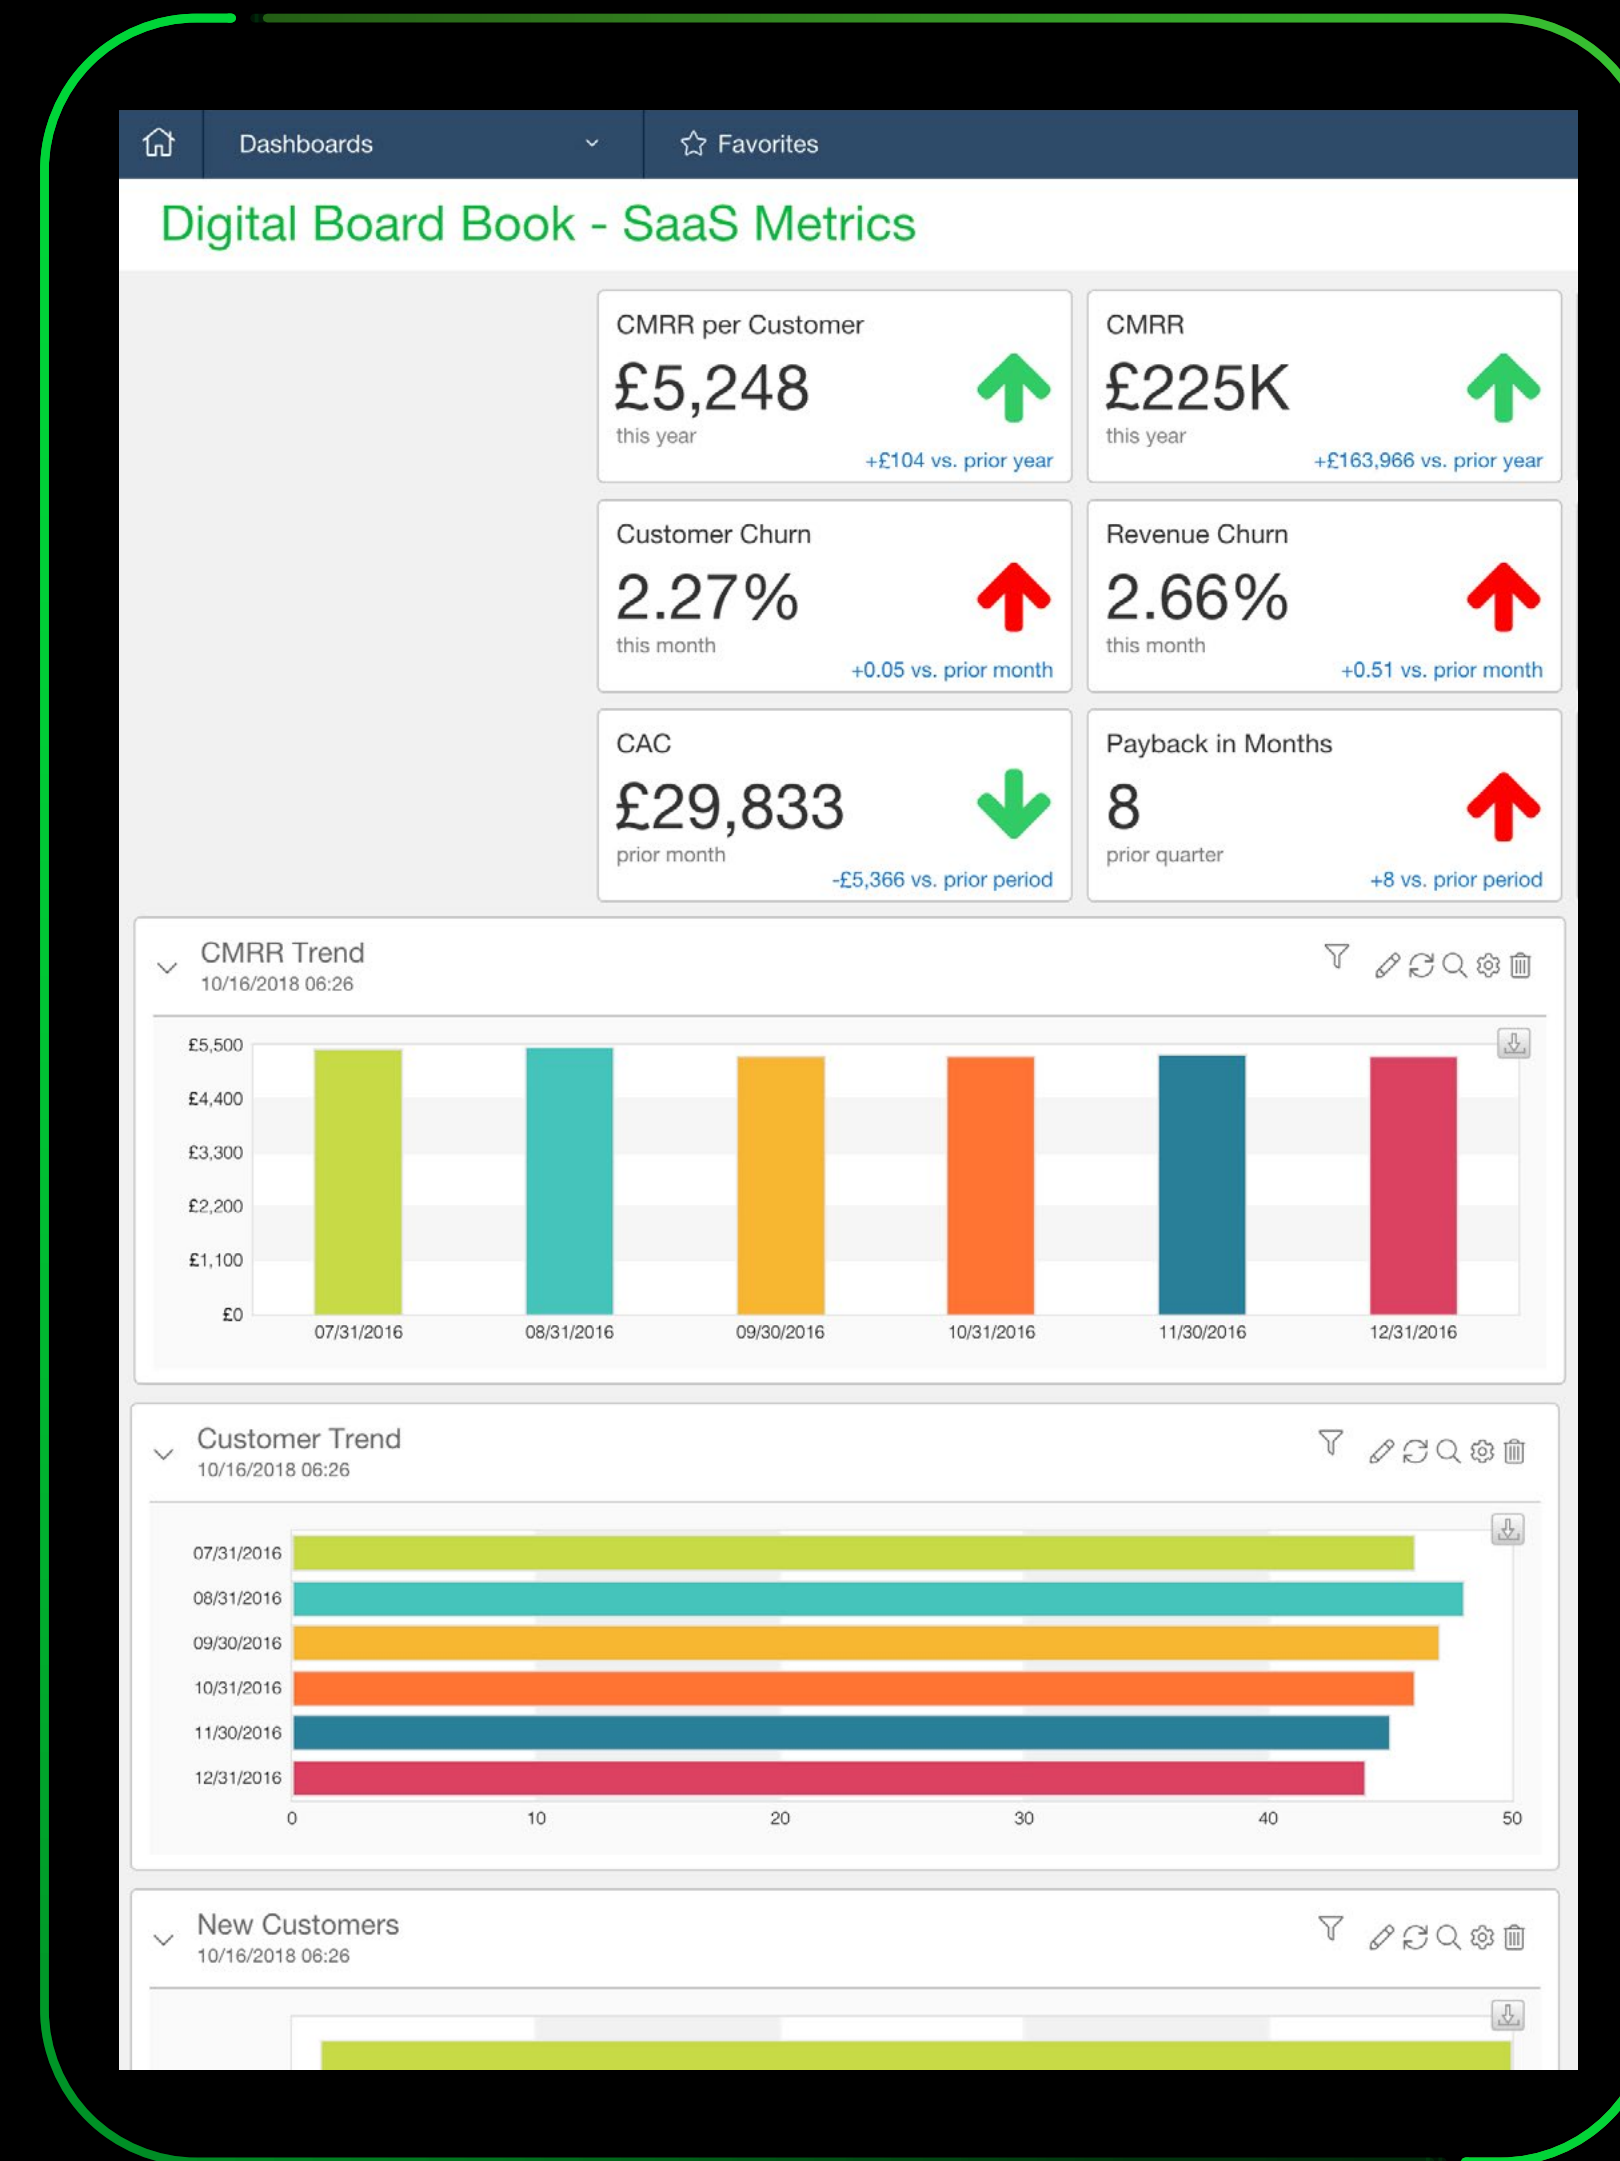 Dashboards
Favorites
Digital Board Book - SaaS Metrics
CMRR per Customer
£5,248
this year
+£104 vs. prior year
CMRR
£225K
this year
+£163,966 vs. prior year
Customer Churn
2.27%
this month
+0.05 vs. prior month
Revenue Churn
2.66%
this month
+0.51 vs. prior month
CAC
£29,833
prior month
-£5,366 vs. prior period
Payback in Months
8
prior quarter
+8 vs. prior period
CMRR Trend
10/16/2018 06:26
£5,500
£4,400
£3,300
£2,200
£1,100
£0
07/31/2016 08/31/2016 09/30/2016 10/31/2016 11/30/2016 12/31/2016
Customer Trend
10/16/2018 06:26
07/31/2016
08/31/2016
09/30/2016
10/31/2016
11/30/2016
12/31/2016
0 10 20 30 40 50
New Customers
10/16/2018 06:26